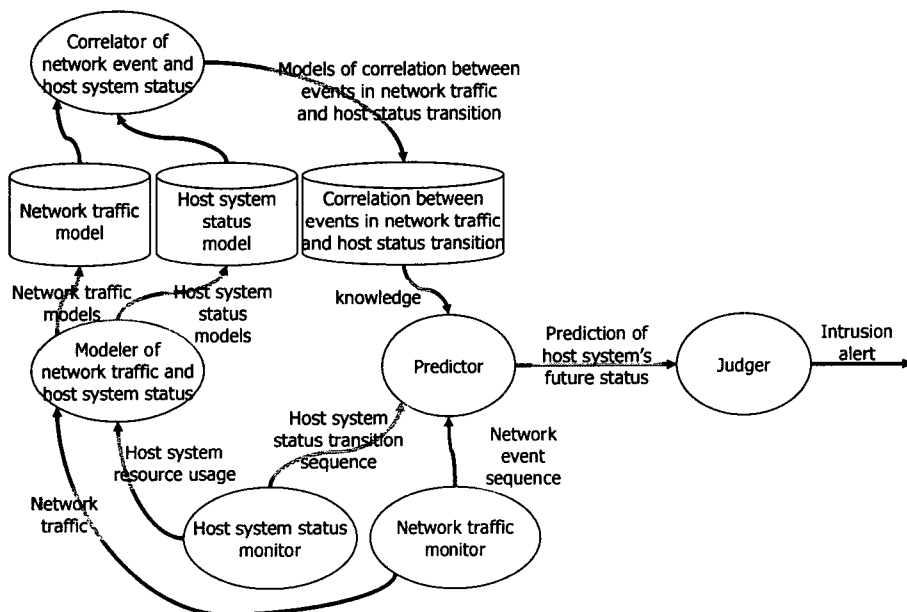 Correlator of
network event and
host system status
Models of correlation between
events in network traffic
and host status transition
Network traffic
model
Host system
status
model
Correlation between
events in network traffic
and host status transition
Network traffic
models
Host system
status
models
knowledge
Modeler of
network traffic and
host system status
Predictor
Prediction of
host system's
future status
Judger
Intrusion
alert
Host system
status transition
sequence
Network
event
sequence
Host system
resource usage
Network
traffic
Host system status
monitor
Network traffic
monitor